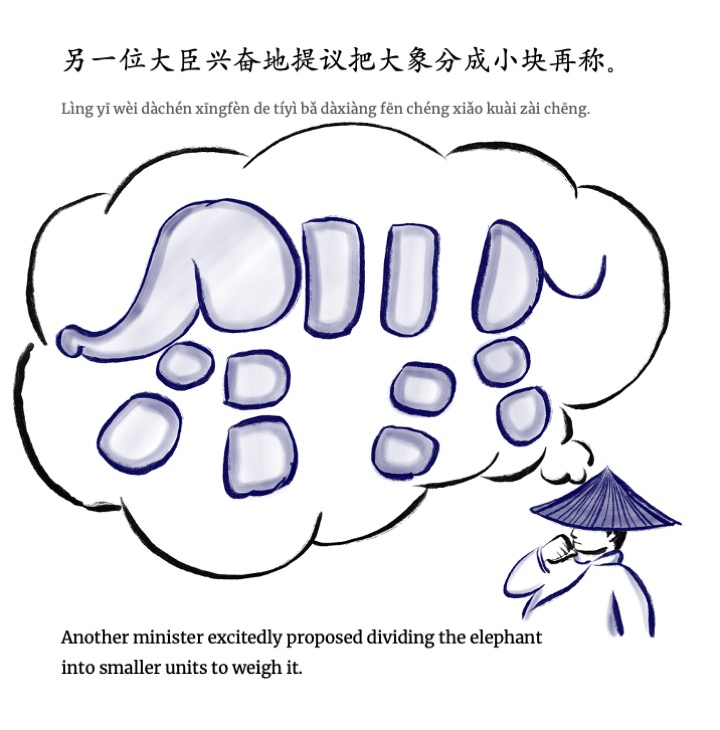 另一位大臣兴奋地提议把大象分成小块再称。
Lìng yī wèi dàchén xīngfèn de tíyì bǎ dàxiàng fēn chéng xiǎo kuài zài chēng.
Another minister excitedly proposed dividing the elephant
into smaller units to weigh it.